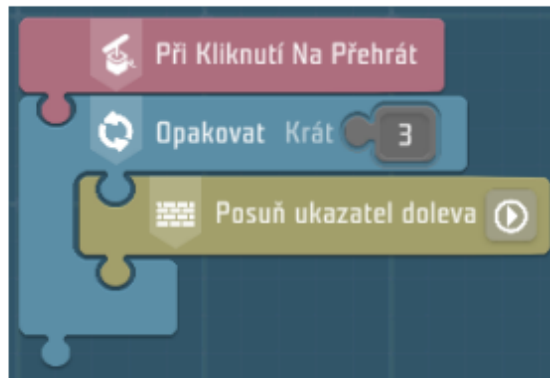 Při Kliknutí Na Přehrát
Opakovat Krát 3
Posuň ukazatel doleva